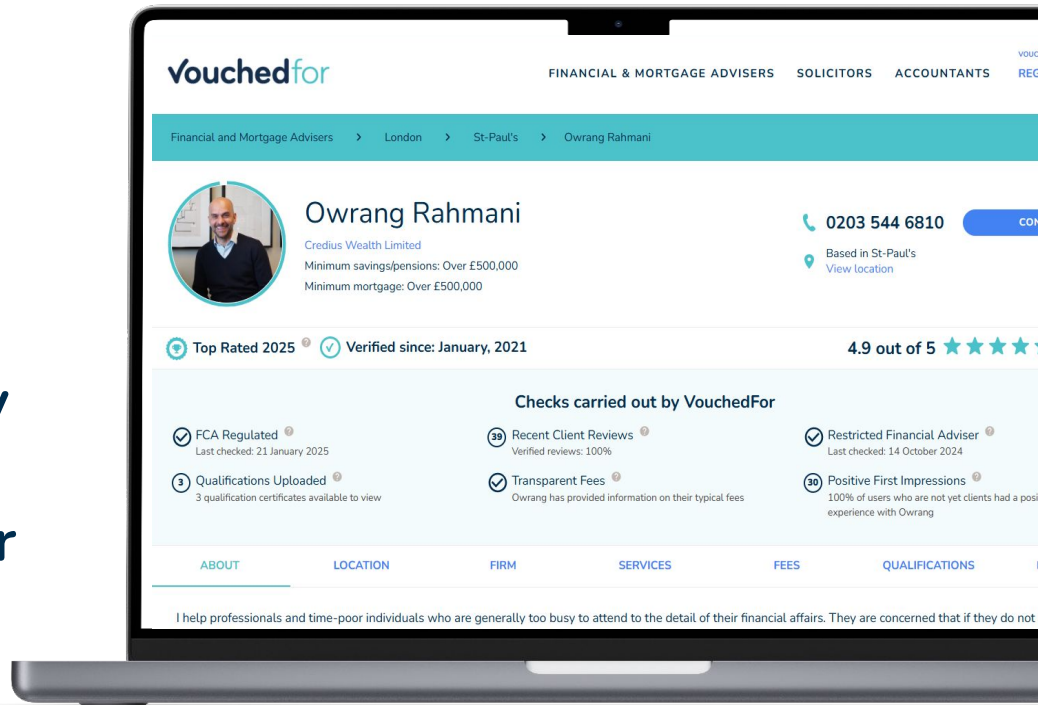 Vouchedfor
FINANCIAL & MORTGAGE ADVISERS SOLICITORS ACCOUNTANTS
Financial and Mortgage Advisers > London > St-Paul's > Owrang Rahmani
Owrang Rahmani
Credius Wealth Limited
Minimum savings/pensions: Over £500,000
Minimum mortgage: Over £500,000
0203 544 6810
Based in St-Paul's
View location
Top Rated 2025 Verified since: January, 2021
4.9 out of 5
Checks carried out by VouchedFor
FCA Regulated
Last checked: 21 January 2025
39 Recent Client Reviews
Verified reviews: 100%
Restricted Financial Adviser
Last checked: 14 October 2024
3 Qualifications Uploaded
3 qualification certificates available to view
Transparent Fees
Owrang has provided information on their typical fees
30 Positive First Impressions
100% of users who are not yet clients had a
experience with Owrang
ABOUT LOCATION FIRM SERVICES FEES QUALIFICATIONS
I help professionals and time-poor individuals who are generally too busy to attend to the detail of their financial affairs. They are concerned that if they do not